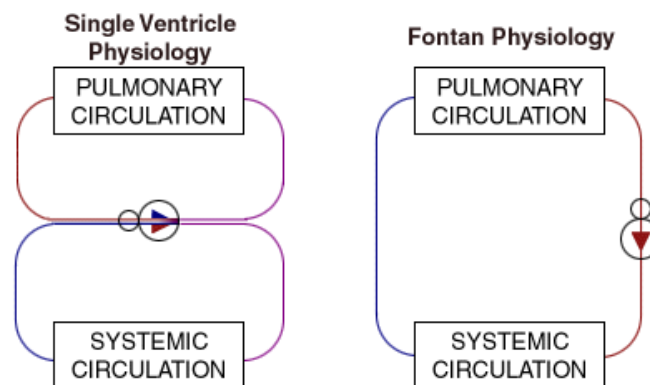 Single Ventricle
Physiology
PULMONARY
CIRCULATION
SYSTEMIC
CIRCULATION
Fontan Physiology
PULMONARY
CIRCULATION
SYSTEMIC
CIRCULATION